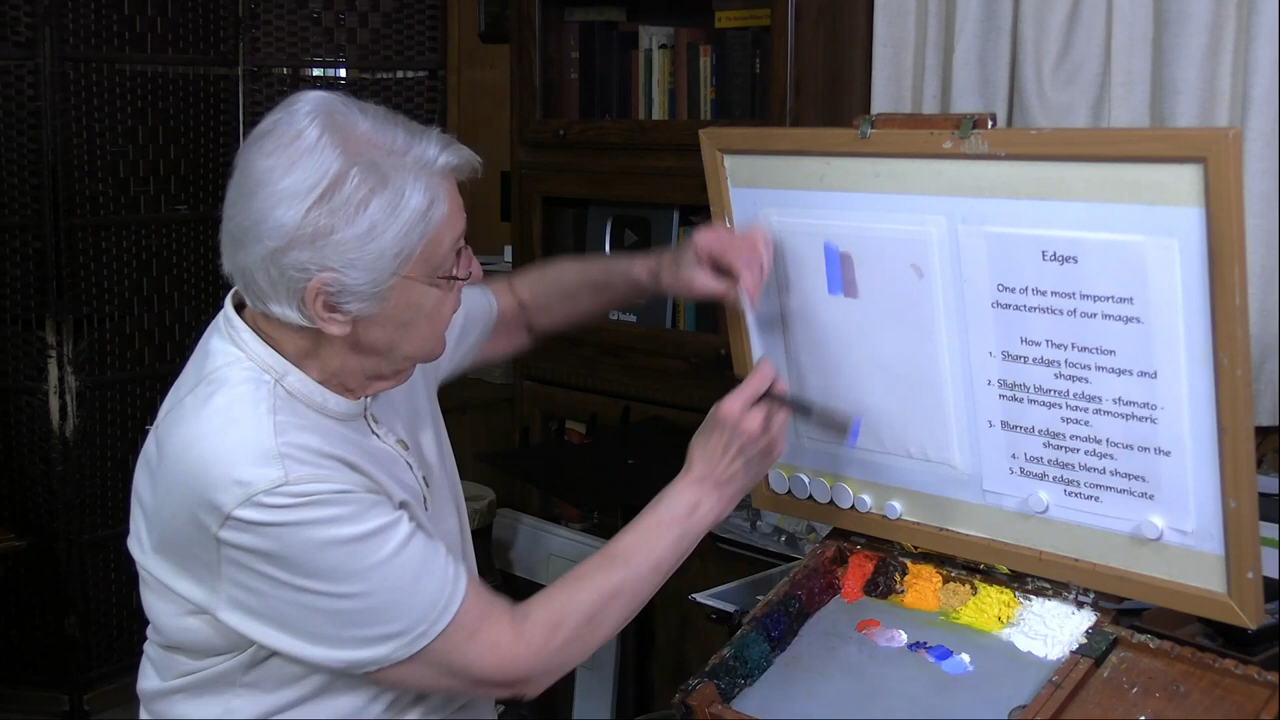 Edges
One of the most important
characteristics of our images.
How They Function
1. Sharp edges focus images and
shapes.
2. Slightly blurred edges - sfumato -
make images have atmospheric
space.
3. Blurred edges enable focus on the
sharper edges.
4. Lost edges blend shapes.
5. Rough edges communicate
texture.
YouTube